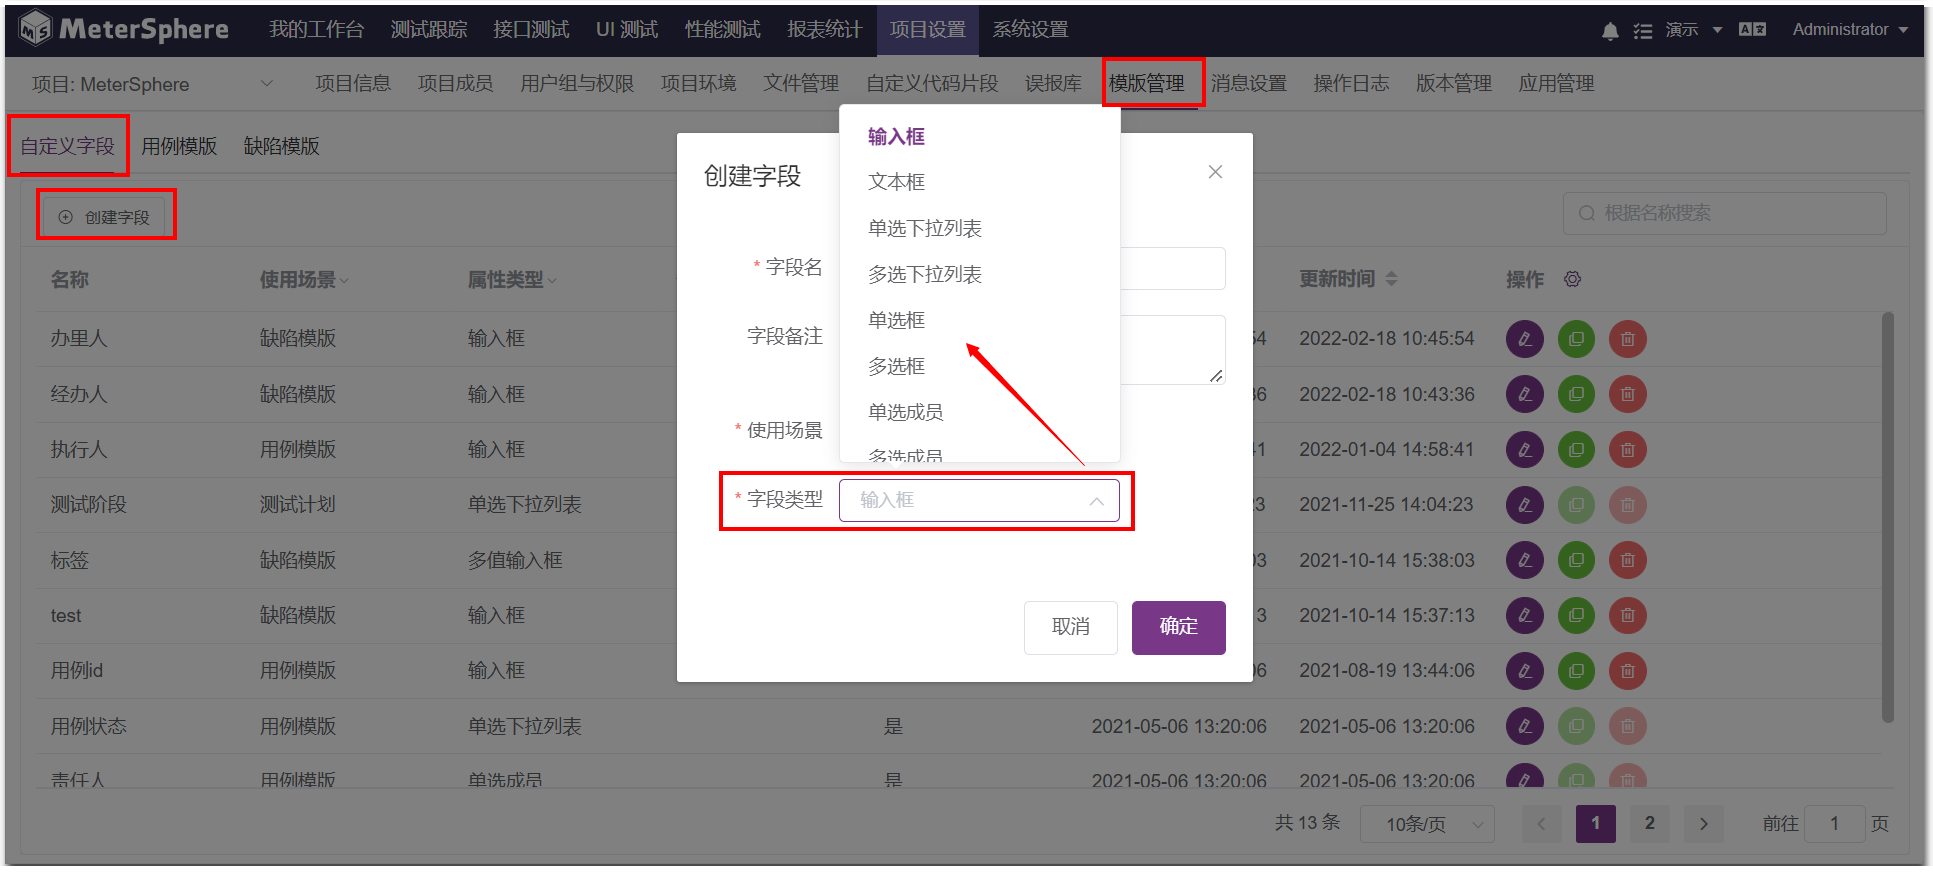 MeterSphere 我的工作台 测试跟踪 接口测试 UI 测试 性能测试 报表统计 项目设置 系统设置 演示 Administrator
项目: MeterSphere 项目信息 项目成员 用户组与权限 项目环境 文件管理 自定义代码片段 误报库 模版管理 消息设置 操作日志 版本管理 应用管理
自定义字段 用例模版 缺陷模版
创建字段 根据名称搜索
名称 使用场景 属性类型 更新时间 操作
办里人 缺陷模版 输入框 54 2022-02-18 10:45:54
经办人 缺陷模版 输入框 36 2022-02-18 10:43:36
执行人 用例模版 输入框 41 2022-01-04 14:58:41
测试阶段 测试计划 单选下拉列表 23 2021-11-25 14:04:23
标签 缺陷模版 多值输入框 03 2021-10-14 15:38:03
test 缺陷模版 输入框 3 2021-10-14 15:37:13
用例id 用例模版 输入框 06 2021-08-19 13:44:06
用例状态 用例模版 单选下拉列表 是 2021-05-06 13:20:06 2021-05-06 13:20:06
责任人 用例模版 单选成员 是 2021-05-06 13:20:06 2021-05-06 13:20:06
共 13 条 10条/页 1 2 前往 1 页
创建字段
* 字段名
字段备注
* 使用场景
* 字段类型 输入框
输入框
文本框
单选下拉列表
多选下拉列表
单选框
多选框
单选成员
多选成员
取消 确定